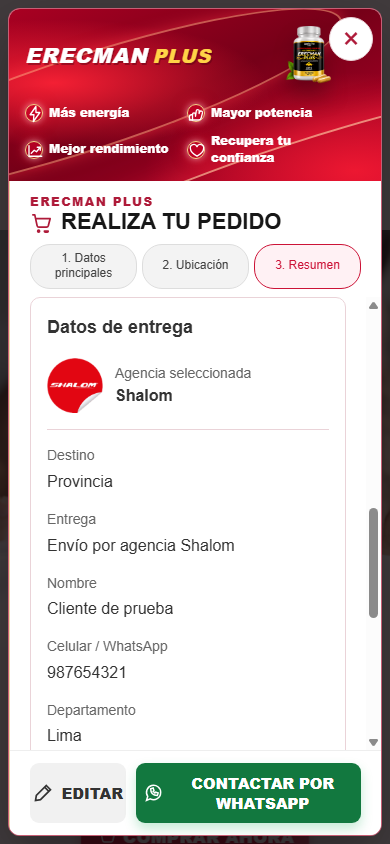 ERECMAN PLUS
ERECMAN
PLUS
Más energía
Mayor potencia
Mejor rendimiento
Recupera tu
confianza
ERECMAN PLUS
REALIZA TU PEDIDO
1. Datos
principales
2. Ubicación
3. Resumen
Datos de entrega
SHALOM
Agencia seleccionada
Shalom
Destino
Provincia
Entrega
Envío por agencia Shalom
Nombre
Cliente de prueba
Celular / WhatsApp
987654321
Departamento
Lima
EDITAR
CONTACTAR POR
WHATSAPP
COMPRAR AHORA